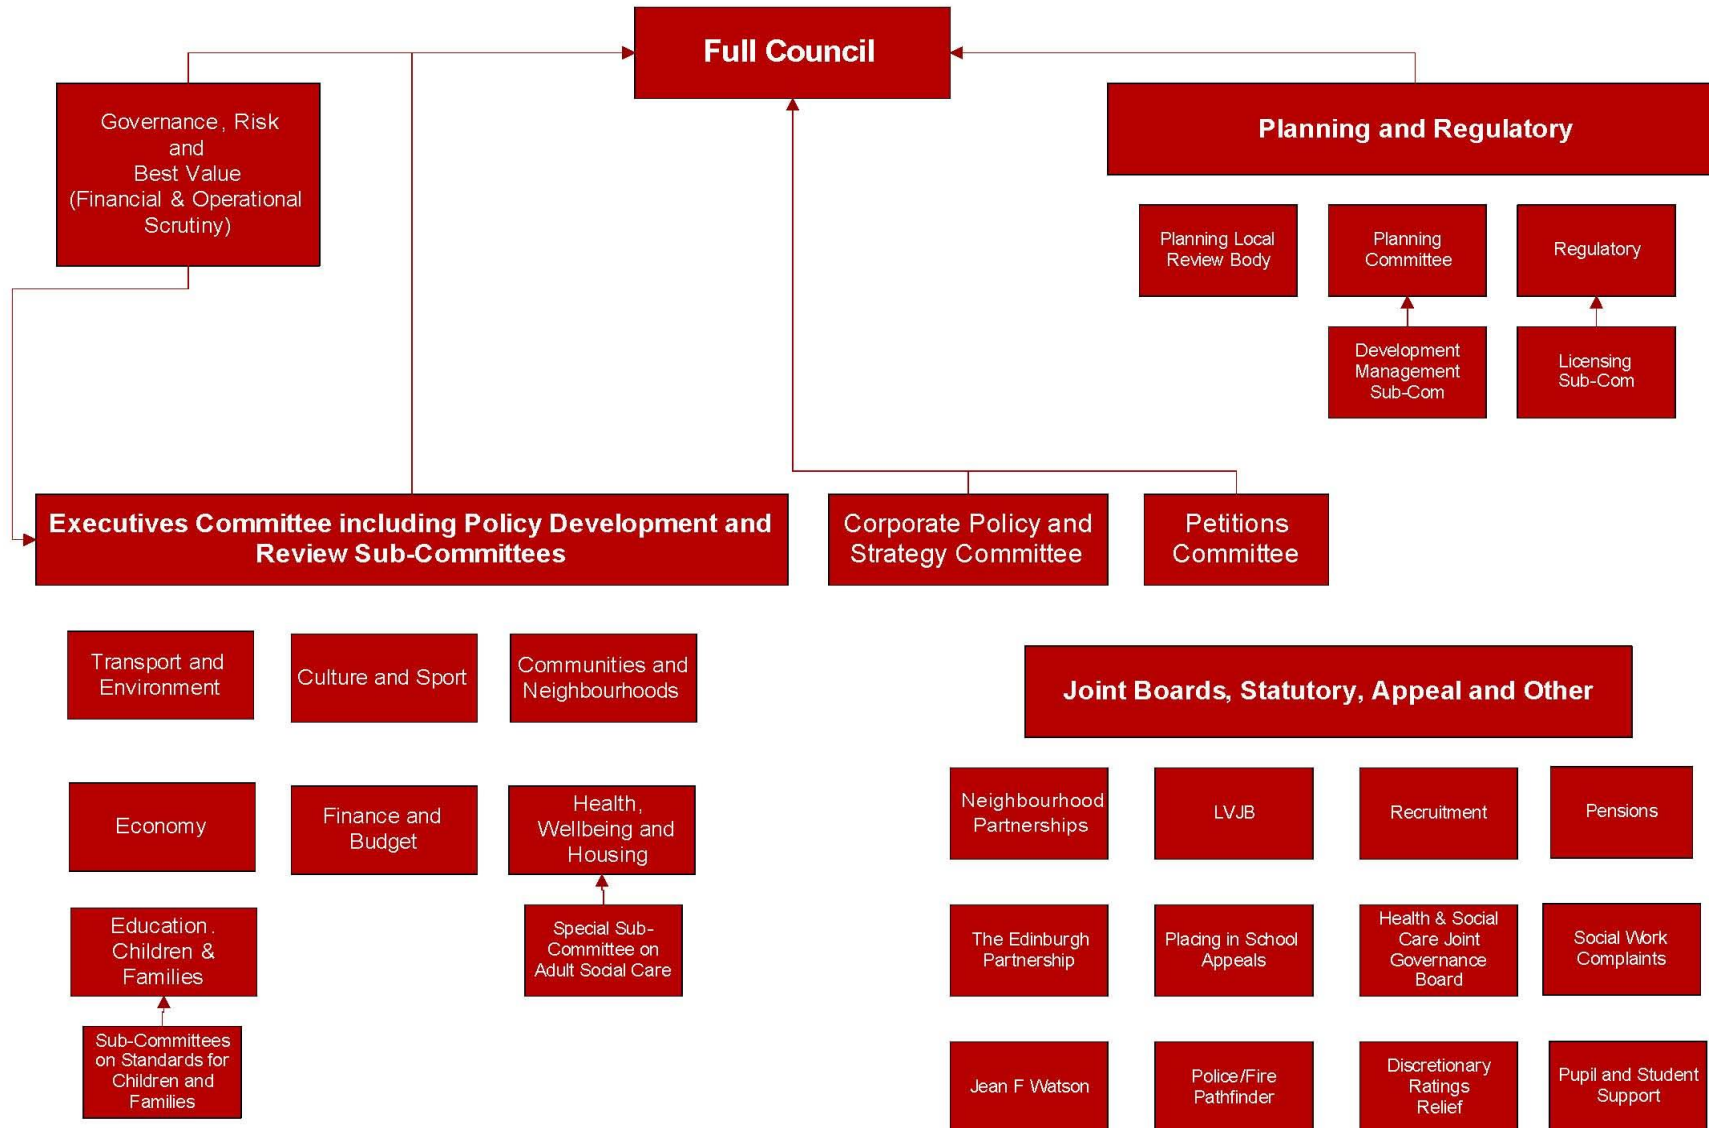 Full Council
Governance, Risk
and
Best Value
(Financial & Operational
Scrutiny)
Planning and Regulatory
Planning Local
Review Body
Planning
Committee
Regulatory
Development
Management
Sub-Com
Licensing
Sub-Com
Executives Committee including Policy Development and
Review Sub-Committees
Corporate Policy and
Strategy Committee
Petitions
Committee
Transport and
Environment
Culture and Sport
Communities and
Neighbourhoods
Economy
Finance and
Budget
Health,
Wellbeing and
Housing
Education.
Children &
Families
Special Sub-
Committee on
Adult Social Care
Sub-Committees
on Standards for
Children and
Families
Joint Boards, Statutory, Appeal and Other
Neighbourhood
Partnerships
LVJB
Recruitment
Pensions
The Edinburgh
Partnership
Placing in School
Appeals
Health & Social
Care Joint
Governance
Board
Social Work
Complaints
Jean F Watson
Police/Fire
Pathfinder
Discretionary
Ratings
Relief
Pupil and Student
Support